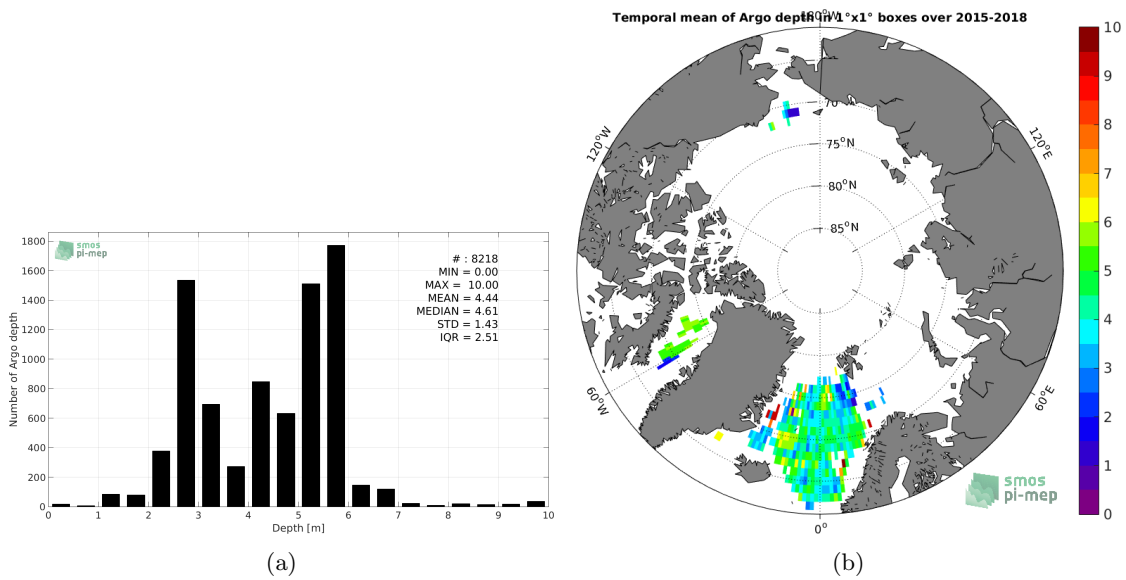 smos
pi-mep
# : 8218
MIN = 0.00
MAX = 10.00
MEAN = 4.44
MEDIAN = 4.61
STD = 1.43
IQR = 2.51
Number of Argo depth
1800
1600
1400
1200
1000
800
600
400
200
0
0 1 2 3 4 5 6 7 8 9 10
Depth [m]
(a)
Temporal mean of Argo depth in 1°x1° boxes over 2015-2018
180°W
120°W
120°E
60°W
60°E
0°
70°N
75°N
80°N
85°N
smos
pi-mep
10
9
8
7
6
5
4
3
2
1
0
(b)